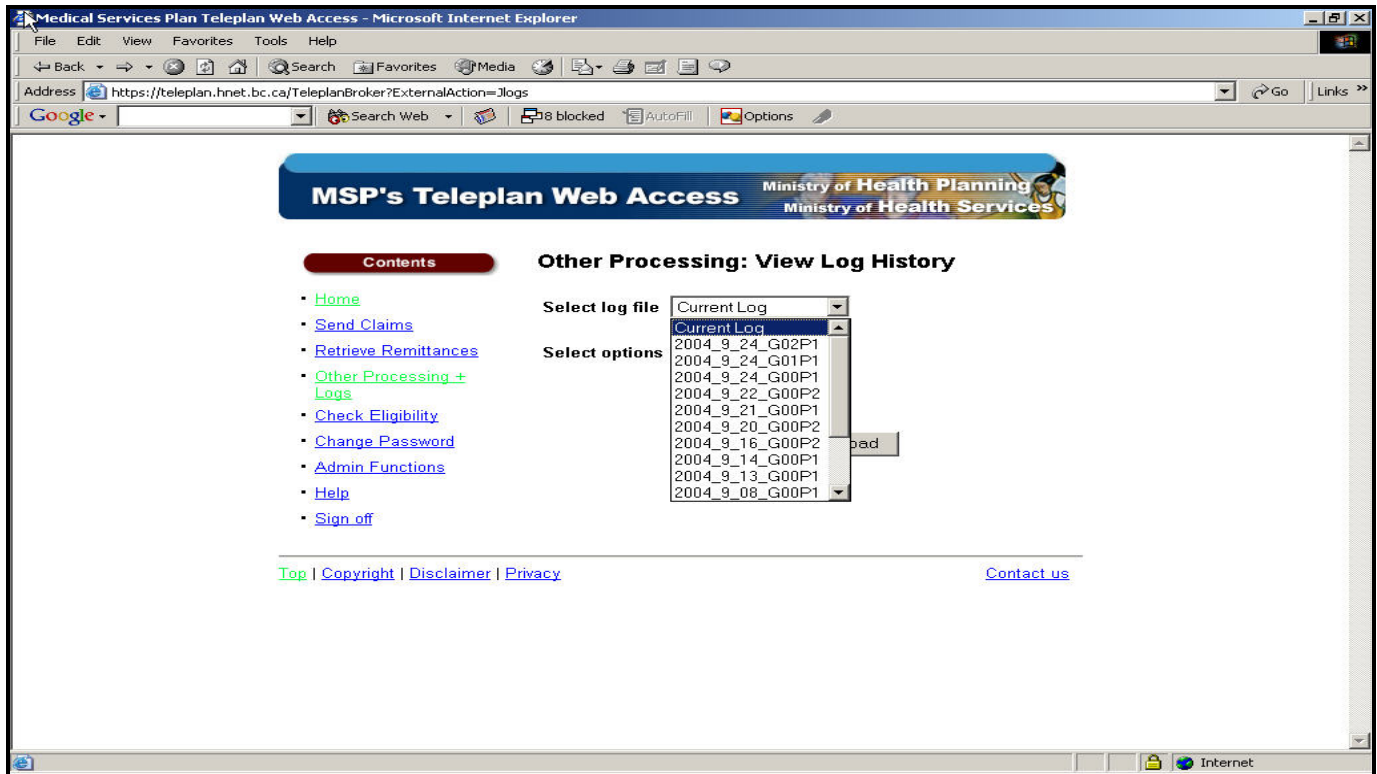 Medical Services Plan Teleplan Web Access - Microsoft Internet Explorer
File Edit View Favorites Tools Help
Back Search Favorites Media
Address https://teleplan.hnet.bc.ca/TeleplanBroker?ExternalAction=Jlogs Go Links »
Google Search Web 8 blocked AutoFill Options
MSP's Teleplan Web Access
Ministry of Health Planning
Ministry of Health Services
Contents
Home
Send Claims
Retrieve Remittances
Other Processing +
Logs
Check Eligibility
Change Password
Admin Functions
Help
Sign off
Other Processing: View Log History
Select log file Current Log
Current Log
2004_9_24_G02P1
2004_9_24_G01P1
2004_9_24_G00P1
2004_9_22_G00P2
2004_9_21_G00P1
2004_9_20_G00P2
2004_9_16_G00P2
2004_9_14_G00P1
2004_9_13_G00P1
2004_9_08_G00P1
Select options
Top | Copyright | Disclaimer | Privacy
Contact us
Internet